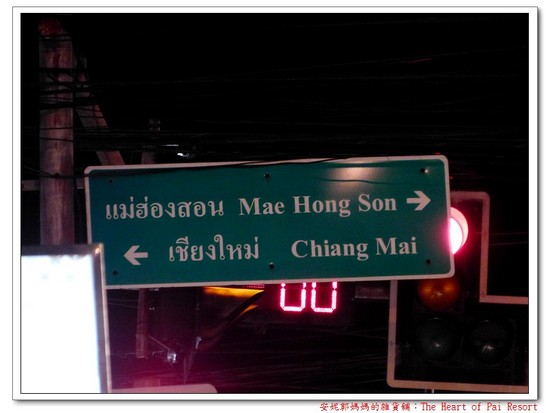 แม่ฮ่องสอน Mae Hong Son →
← เชียงใหม่ Chiang Mai
00
安妮郭媽媽的雜貨鋪：The Heart of Pai Resort